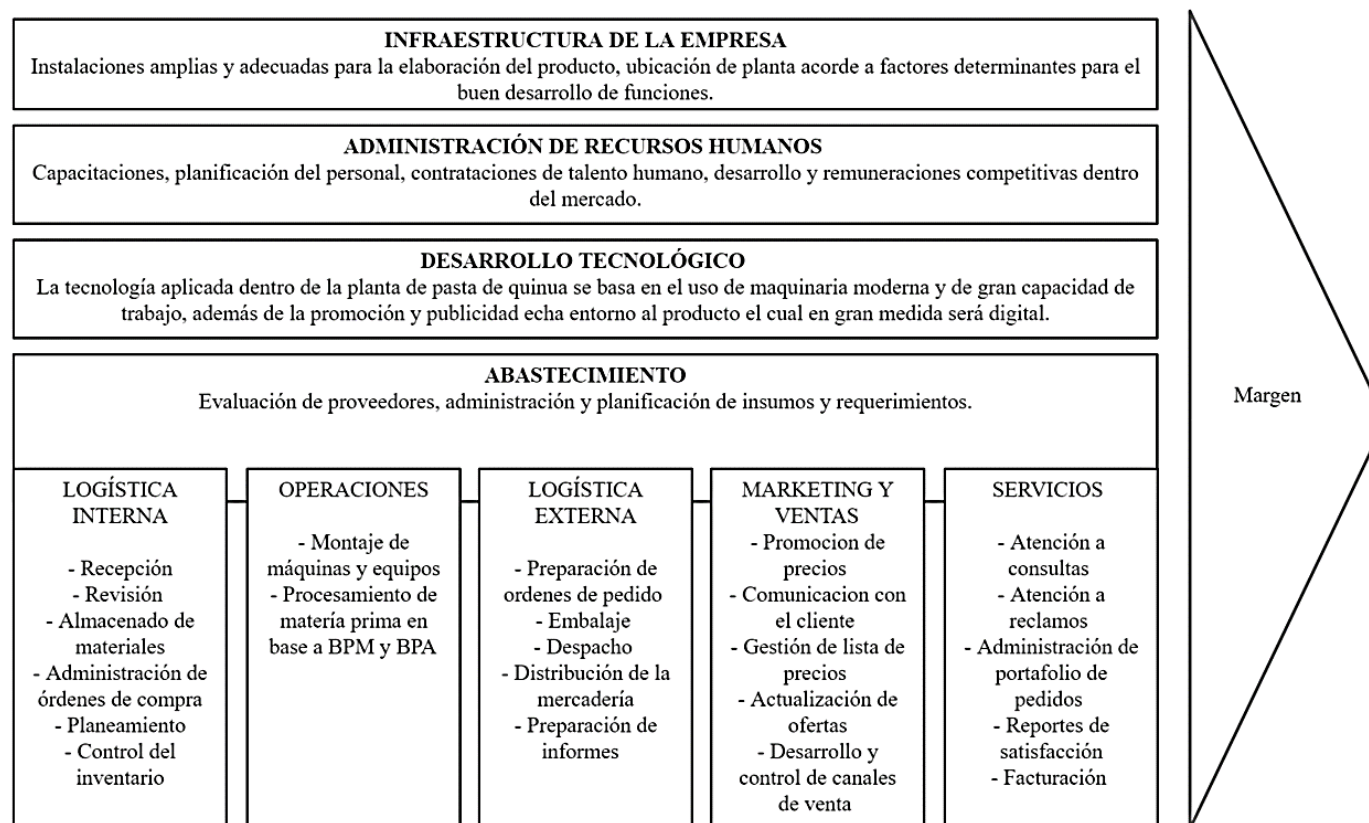 INFRAESTRUCTURA DE LA EMPRESA
Instalaciones amplias y adecuadas para la elaboración del producto, ubicación de planta acorde a factores determinantes para el
buen desarrollo de funciones.
ADMINISTRACIÓN DE RECURSOS HUMANOS
Capacitaciones, planificación del personal, contrataciones de talento humano, desarrollo y remuneraciones competitivas dentro
del mercado.
DESARROLLO TECNOLÓGICO
La tecnología aplicada dentro de la planta de pasta de quinua se basa en el uso de maquinaria moderna y de gran capacidad de
trabajo, además de la promoción y publicidad echa entorno al producto el cual en gran medida será digital.
ABASTECIMIENTO
Evaluación de proveedores, administración y planificación de insumos y requerimientos.
LOGÍSTICA
INTERNA
- Recepción
- Revisión
- Almacenado de
materiales
- Administración de
órdenes de compra
- Planeamiento
- Control del
inventario
OPERACIONES
- Montaje de
máquinas y equipos
- Procesamiento de
matería prima en
base a BPM y BPA
LOGÍSTICA
EXTERNA
- Preparación de
ordenes de pedido
- Embalaje
- Despacho
- Distribución de la
mercadería
- Preparación de
informes
MARKETING Y
VENTAS
- Promocion de
precios
- Comunicacion con
el cliente
- Gestión de lista de
precios
- Actualización de
ofertas
- Desarrollo y
control de canales
de venta
SERVICIOS
- Atención a
consultas
- Atención a
reclamos
- Administración de
portafolio de
pedidos
- Reportes de
satisfacción
- Facturación
Margen